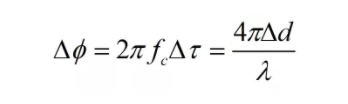 Δϕ = 2π f_c Δτ = 4πΔd / λ